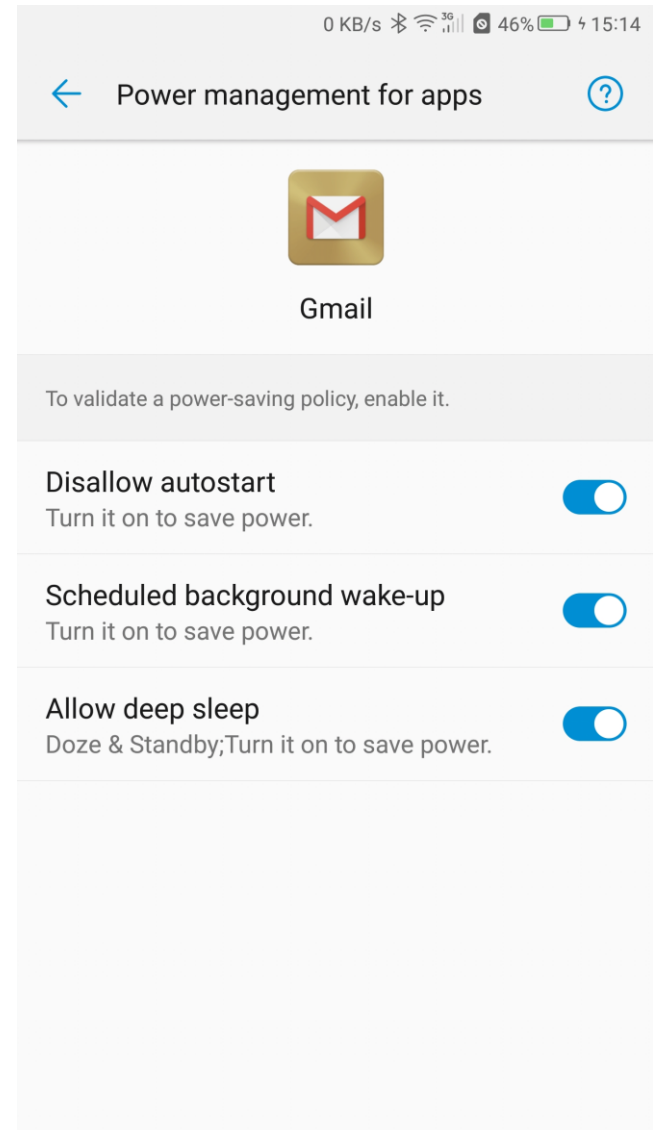 0 KB/s 3G 46% 15:14
Power management for apps ?
Gmail
To validate a power-saving policy, enable it.
Disallow autostart
Turn it on to save power.
Scheduled background wake-up
Turn it on to save power.
Allow deep sleep
Doze & Standby;Turn it on to save power.